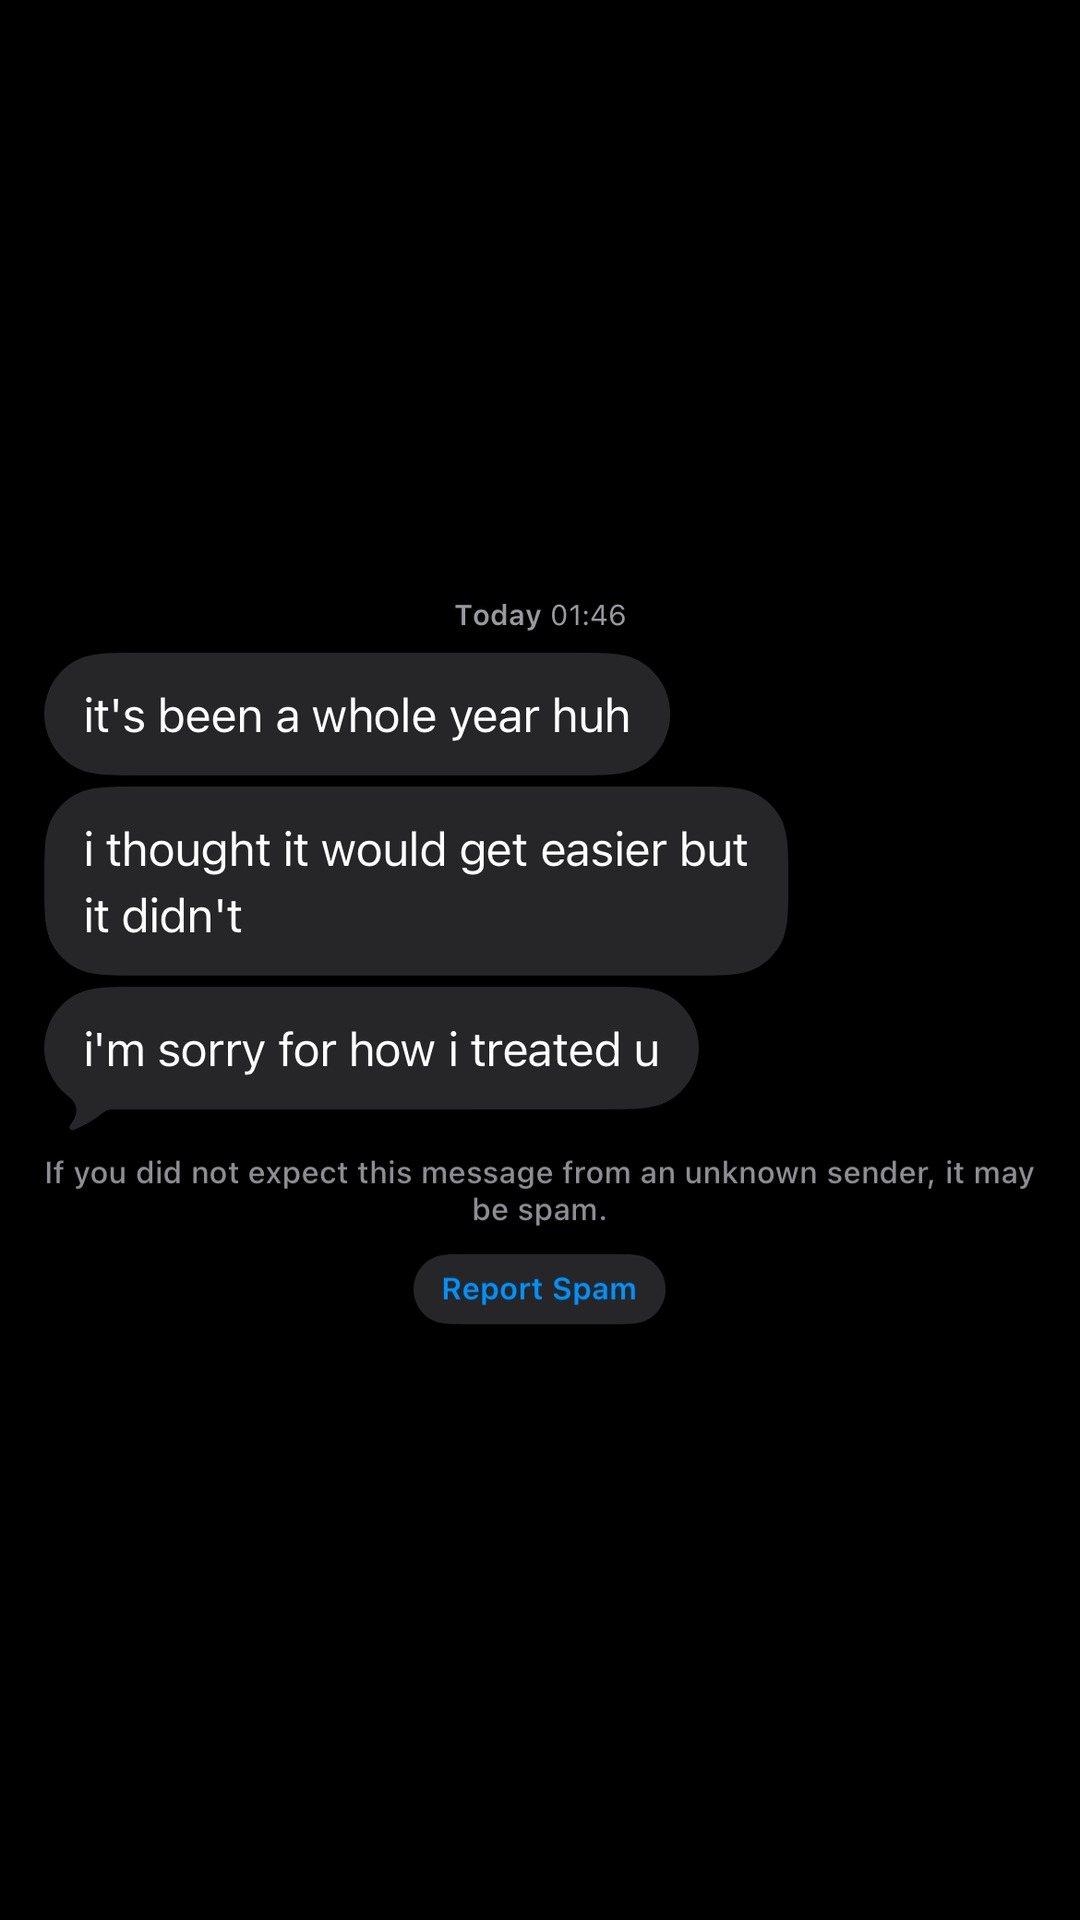 Today 01:46
it's been a whole year huh
i thought it would get easier but
it didn't
i'm sorry for how i treated u
If you did not expect this message from an unknown sender, it may
be spam.
Report Spam